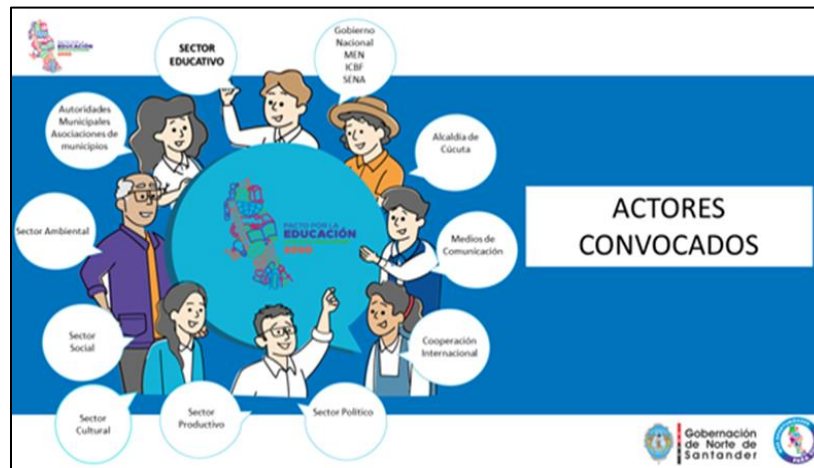 SECTOR
EDUCATIVO
Gobierno
Nacional
MEN
ICBF
SENA
Autoridades
Municipales
Asociaciones de
municipios
Alcaldía de
Cúcuta
Sector Ambiental
PACTO POR LA
EDUCACIÓN
Medios de
Comunicación
ACTORES
CONVOCADOS
Sector
Social
Cooperación
Internacional
Sector
Cultural
Sector
Productivo
Sector Político
Gobernación
de Norte de
Santander